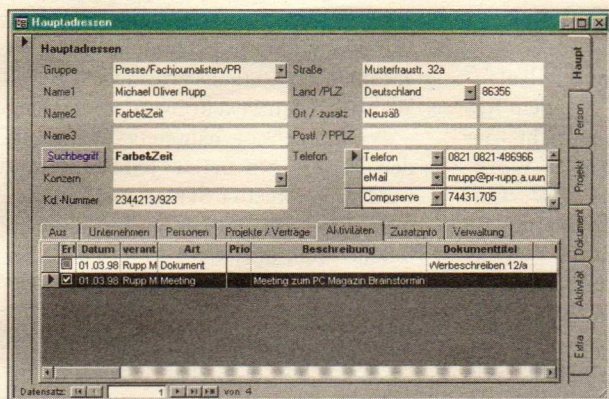 Hauptadressen
Hauptadressen
Gruppe Presse/Fachjournalisten/PR Straße Musterfraustr. 32a
Name1 Michael Oliver Rupp Land /PLZ Deutschland 86356
Name2 Farbe&Zeit Ort / -zusatz Neusäß
Name3 Postf. / PPLZ
Suchbegriff Farbe&Zeit Telefon Telefon 0821 0821-486966
Konzern eMail mrupp@pr-rupp.a.uun
Kd.-Nummer 2344213/923 Compuserve 74431,705
Aus Unternehmen Personen Projekte / Verträge Aktivitäten Zusatzinfo Verwaltung
Erl Datum verant Art Prio Beschreibung Dokumenttitel
01.03.98 Rupp M Dokument Werbeschreiben 12/a
01.03.98 Rupp M Meeting Meeting zum PC Magazin Brainstormin
Datensatz: 1 von 4
Haupt
Person
Projekt
Dokument
Aktivität
Extra